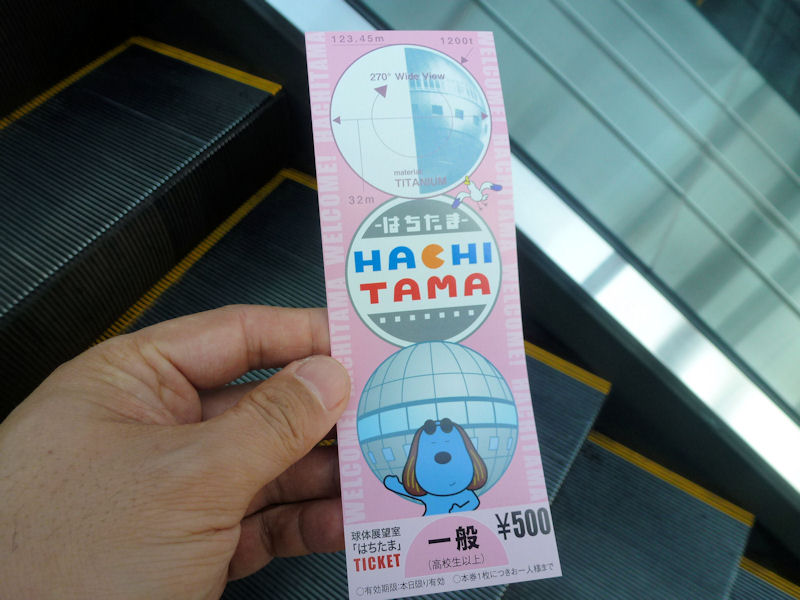 123.45m
1200t
270° Wide View
material
TITANIUM
32m
-はちたま-
HACHI
TAMA
WELCOME! HACHITAMA WELCOME! HACHITAMA
WELCOME! HACHITAMA WELCOME! HACHITAMA
球体展望室
「はちたま」
TICKET
一般
(高校生以上)
¥500
○有効期限:本日限り有効 ○本券1枚につきお一人様まで